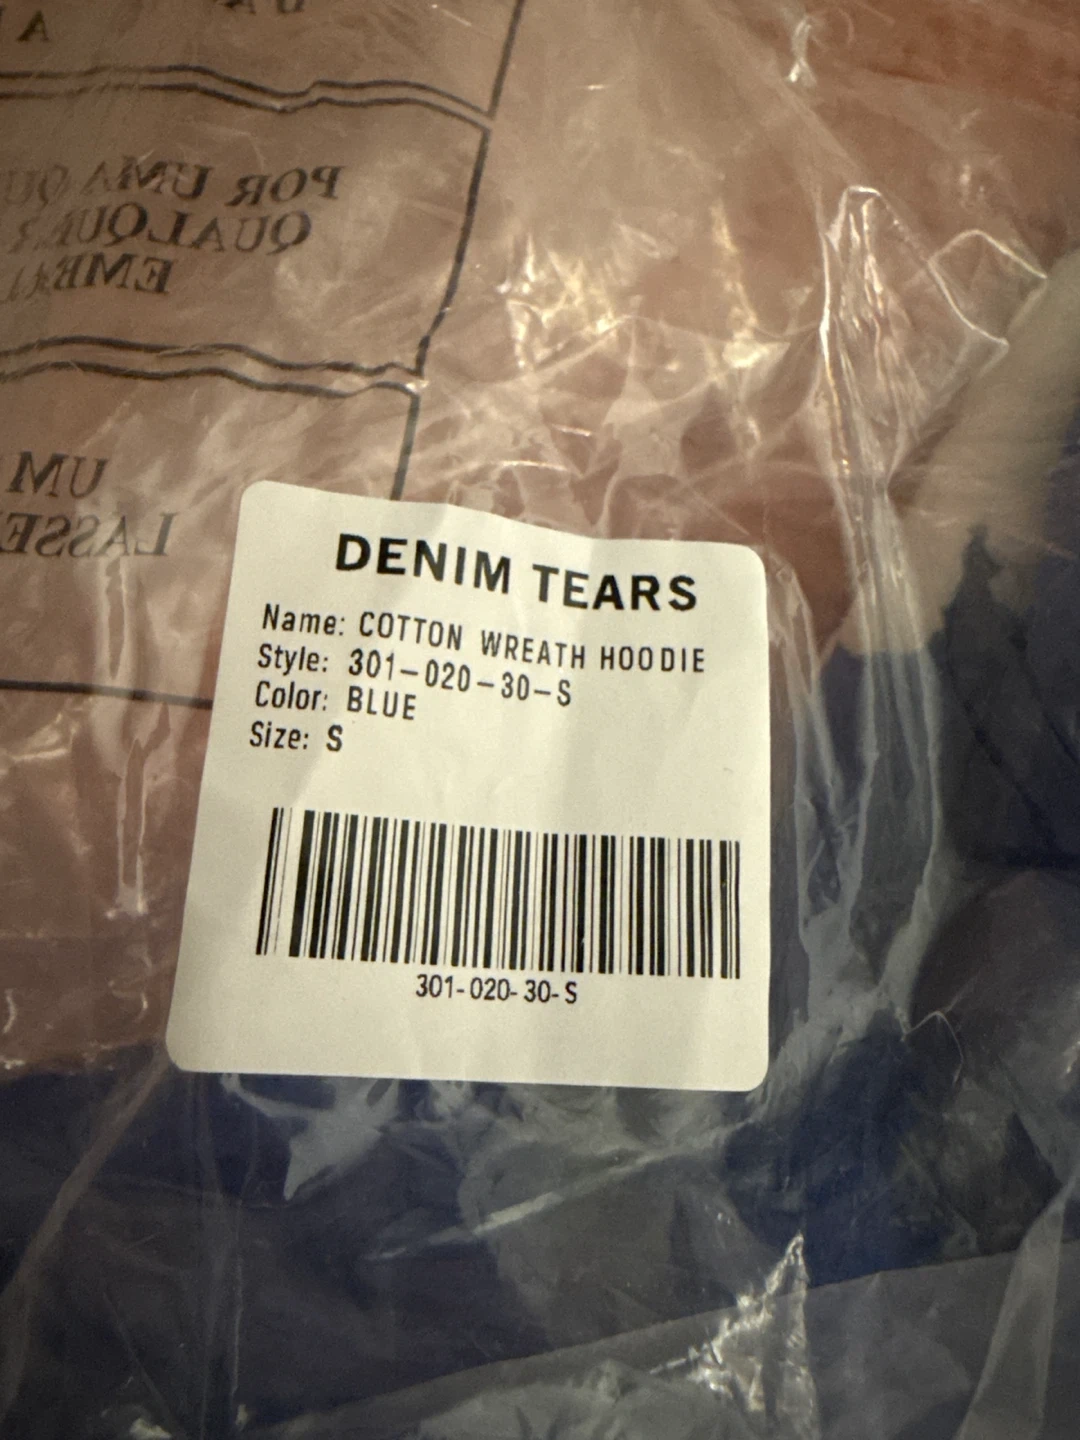 A
POR UMA QU
QUALQUER
EMBAL
UM
LASSE
DENIM TEARS
Name: COTTON WREATH HOODIE
Style: 301-020-30-S
Color: BLUE
Size: S
301-020-30-S